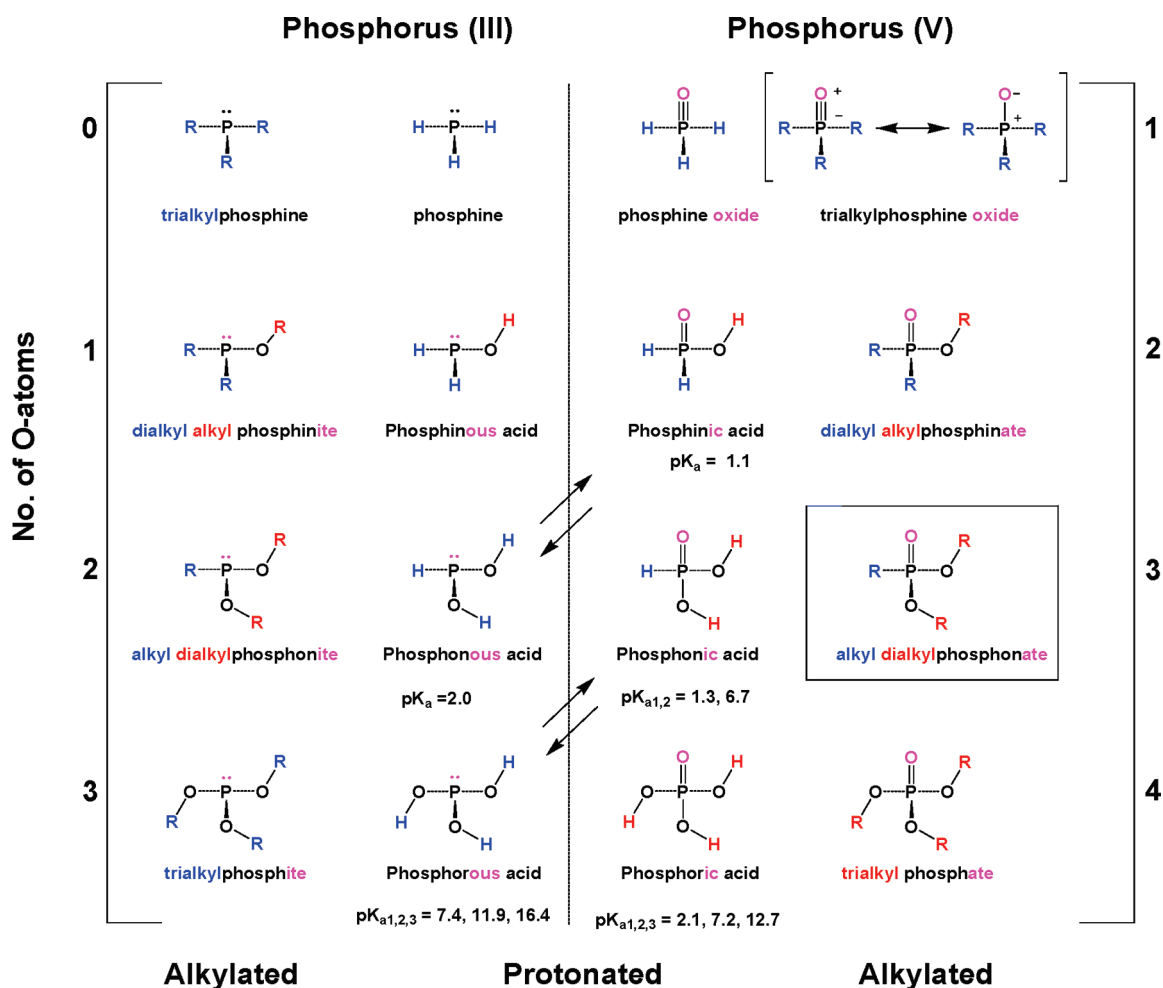 Phosphorus (III) Phosphorus (V)
0 R P R R H P H H O H P H H O + R P − R R O − R P + R R 1
trialkylphosphine phosphine phosphine oxide trialkylphosphine oxide
No. of O-atoms
1 R P O R R H P O H H O H P O H H O R P O R R 2
dialkyl alkyl phosphinite Phosphinous acid Phosphinic acid dialkyl alkylphosphinate
pKa = 1.1
2 R P O R O R H P O H O H O H P O H O H O R P O R O R 3
alkyl dialkylphosphonite Phosphonous acid Phosphonic acid alkyl dialkylphosphonate
pKa =2.0 pKa1,2 = 1.3, 6.7
3 R O P O R O R H O P O H O H O H O P O H O H O R O P O R O R 4
trialkylphosphite Phosphorous acid Phosphoric acid trialkyl phosphate
pKa1,2,3 = 7.4, 11.9, 16.4 pKa1,2,3 = 2.1, 7.2, 12.7
Alkylated Protonated Alkylated